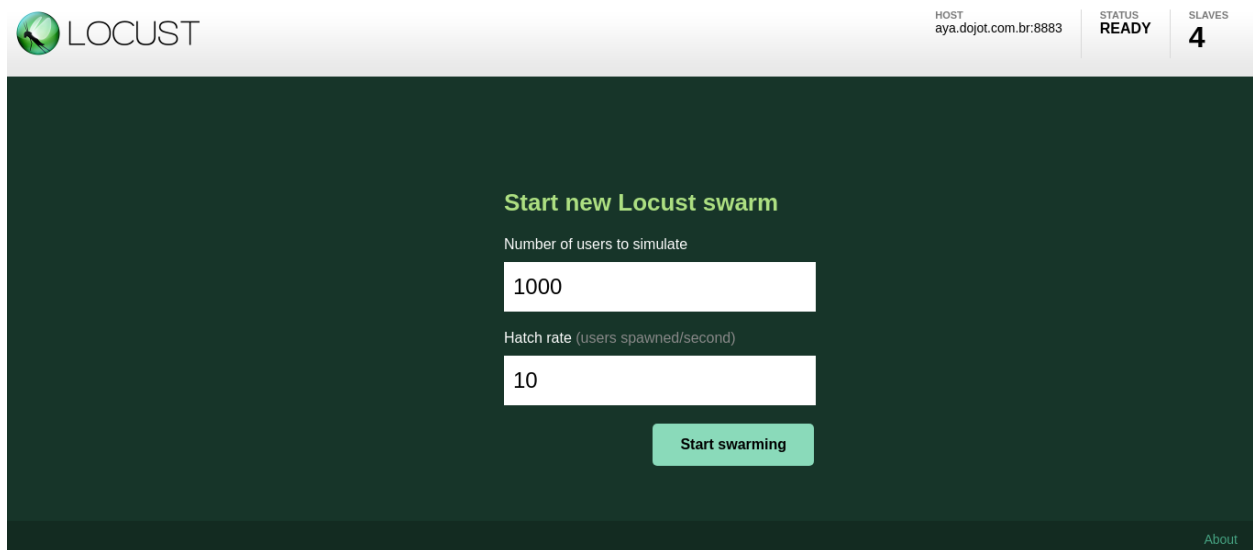 LOCUST
HOST
aya.dojot.com.br:8883
STATUS
READY
SLAVES
4
Start new Locust swarm
Number of users to simulate
1000
Hatch rate (users spawned/second)
10
Start swarming
About